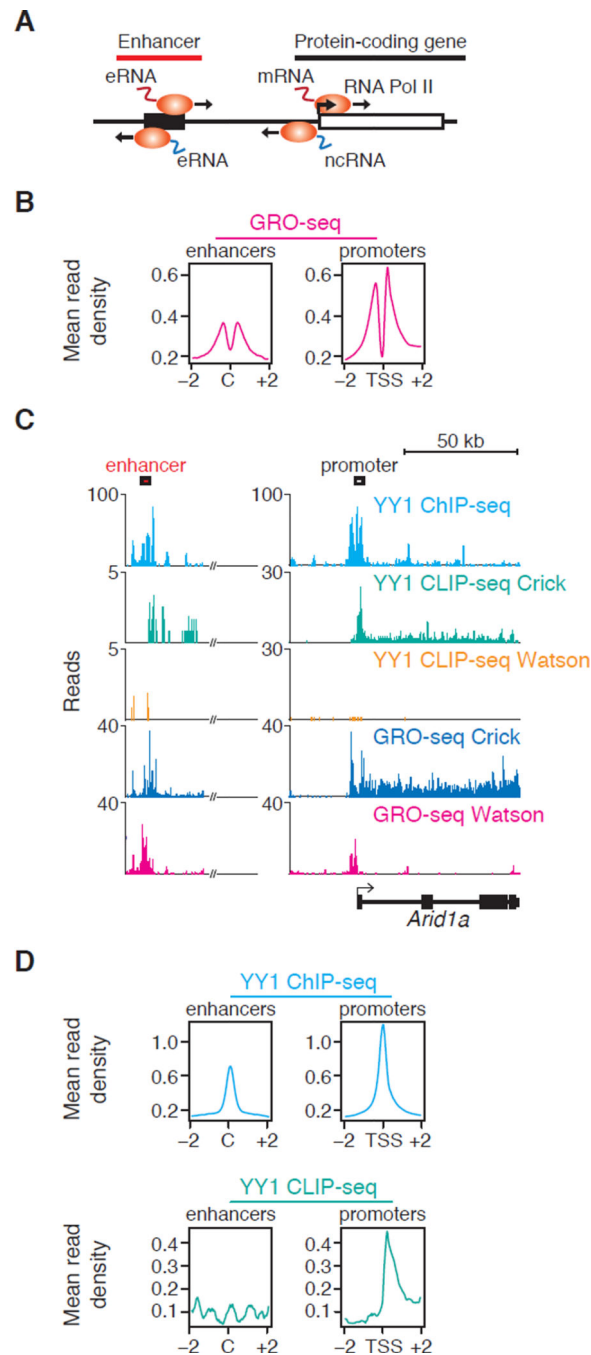 A
Enhancer Protein-coding gene
eRNA mRNA RNA Pol II
eRNA ncRNA
B
GRO-seq
enhancers promoters
Mean read
density
0.6 0.6
0.4 0.4
0.2 0.2
−2 C +2 −2 TSS +2
C
50 kb
enhancer promoter
100 100 YY1 ChIP-seq
5 30 YY1 CLIP-seq Crick
5 30 YY1 CLIP-seq Watson
Reads
40 40 GRO-seq Crick
40 40 GRO-seq Watson
// // // // //
Arid1a
D
YY1 ChIP-seq
enhancers promoters
Mean read
density
1.0 1.0
0.6 0.6
0.2 0.2
−2 C +2 −2 TSS +2
YY1 CLIP-seq
enhancers promoters
Mean read
density
0.4 0.4
0.3 0.3
0.2 0.2
0.1 0.1
−2 C +2 −2 TSS +2